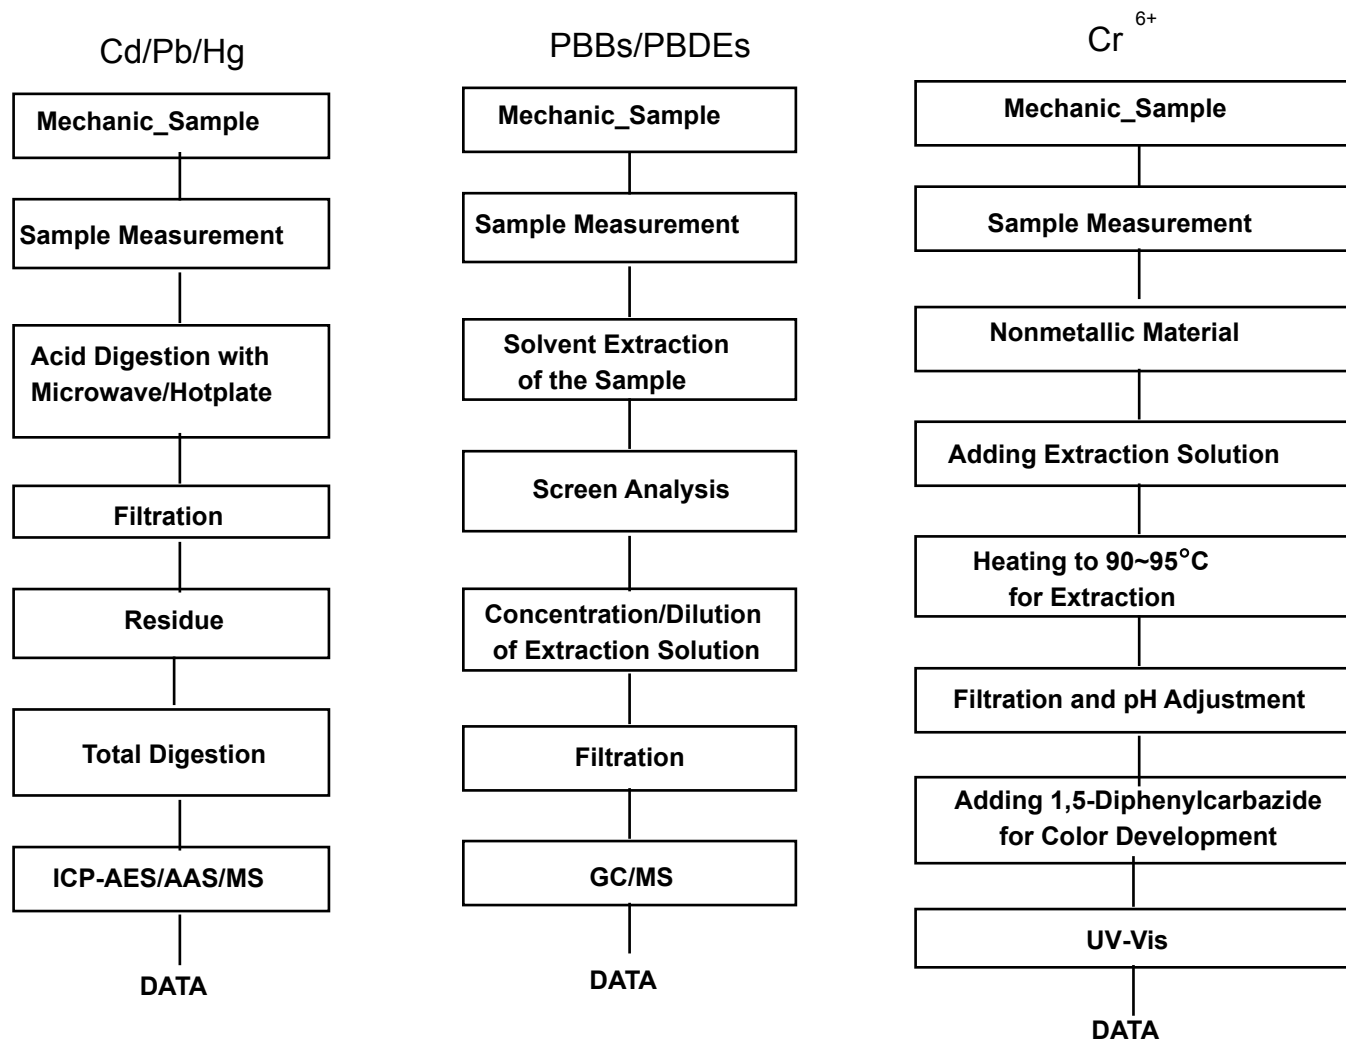 Cd/Pb/Hg
Mechanic_Sample
Sample Measurement
Acid Digestion with
Microwave/Hotplate
Filtration
Residue
Total Digestion
ICP-AES/AAS/MS
DATA
PBBs/PBDEs
Mechanic_Sample
Sample Measurement
Solvent Extraction
of the Sample
Screen Analysis
Concentration/Dilution
of Extraction Solution
Filtration
GC/MS
DATA
Cr 6+
Mechanic_Sample
Sample Measurement
Nonmetallic Material
Adding Extraction Solution
Heating to 90~95°C
for Extraction
Filtration and pH Adjustment
Adding 1,5-Diphenylcarbazide
for Color Development
UV-Vis
DATA